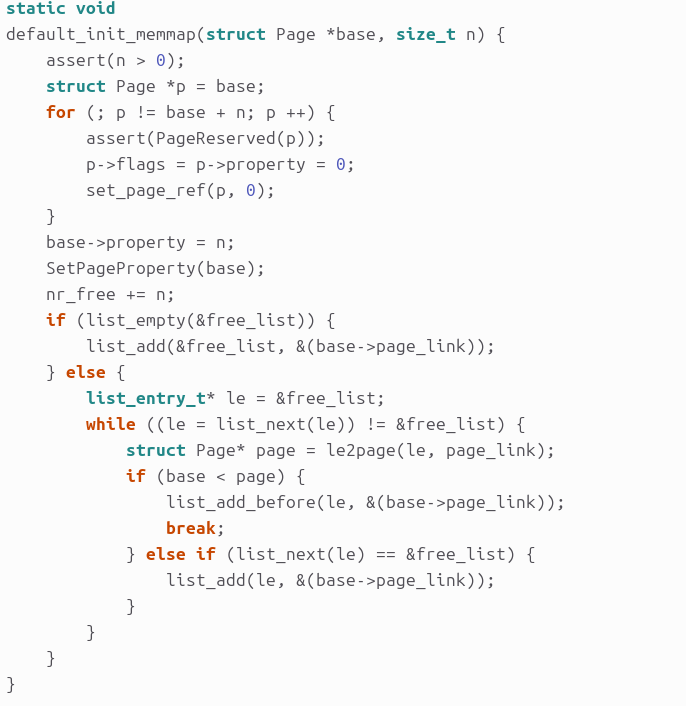 static void
default_init_memmap(struct Page *base, size_t n) {
    assert(n > 0);
    struct Page *p = base;
    for (; p != base + n; p ++) {
        assert(PageReserved(p));
        p->flags = p->property = 0;
        set_page_ref(p, 0);
    }
    base->property = n;
    SetPageProperty(base);
    nr_free += n;
    if (list_empty(&free_list)) {
        list_add(&free_list, &(base->page_link));
    } else {
        list_entry_t* le = &free_list;
        while ((le = list_next(le)) != &free_list) {
            struct Page* page = le2page(le, page_link);
            if (base < page) {
                list_add_before(le, &(base->page_link));
                break;
            } else if (list_next(le) == &free_list) {
                list_add(le, &(base->page_link));
            }
        }
    }
}